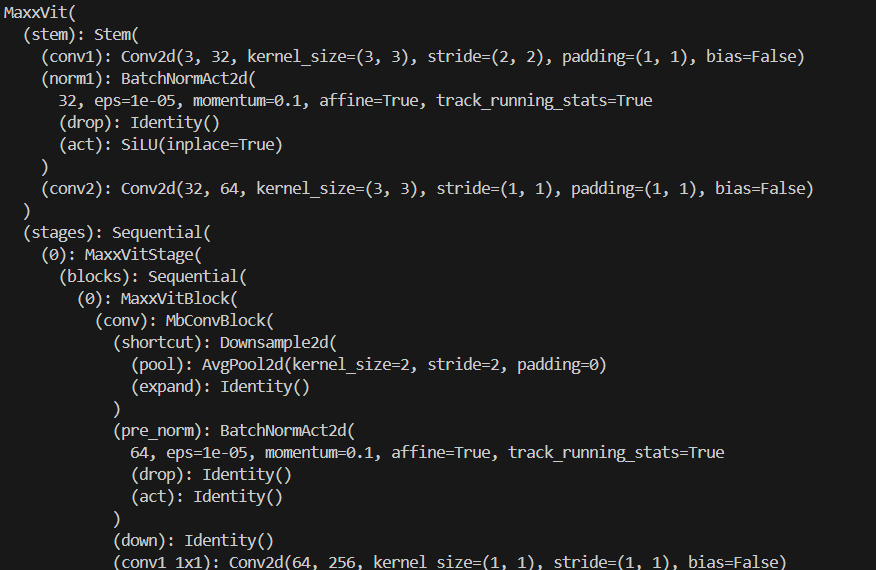 MaxxVit(
  (stem): Stem(
    (conv1): Conv2d(3, 32, kernel_size=(3, 3), stride=(2, 2), padding=(1, 1), bias=False)
    (norm1): BatchNormAct2d(
      32, eps=1e-05, momentum=0.1, affine=True, track_running_stats=True
      (drop): Identity()
      (act): SiLU(inplace=True)
    )
    (conv2): Conv2d(32, 64, kernel_size=(3, 3), stride=(1, 1), padding=(1, 1), bias=False)
  )
  (stages): Sequential(
    (0): MaxxVitStage(
      (blocks): Sequential(
        (0): MaxxVitBlock(
          (conv): MbConvBlock(
            (shortcut): Downsample2d(
              (pool): AvgPool2d(kernel_size=2, stride=2, padding=0)
              (expand): Identity()
            )
            (pre_norm): BatchNormAct2d(
              64, eps=1e-05, momentum=0.1, affine=True, track_running_stats=True
              (drop): Identity()
              (act): Identity()
            )
            (down): Identity()
            (conv1_1x1): Conv2d(64, 256, kernel_size=(1, 1), stride=(1, 1), bias=False)